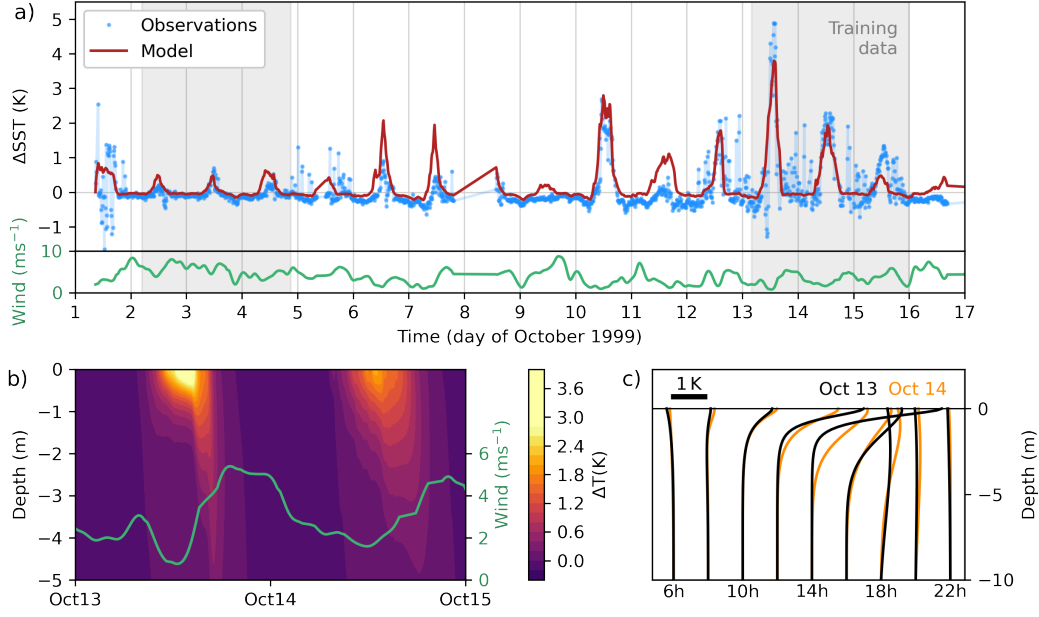 a)
5
4
3
2
1
0
−1
ΔSST (K)
Observations
Model
Training
data
10
0
Wind (ms⁻¹)
1 2 3 4 5 6 7 8 9 10 11 12 13 14 15 16 17
Time (day of October 1999)
b)
0
−1
−2
−3
−4
−5
Depth (m)
Oct13 Oct14 Oct15
6
4
2
0
Wind (ms⁻¹)
3.6
3.0
2.4
1.8
1.2
0.6
0.0
ΔT(K)
c)
1 K
Oct 13 Oct 14
0
−5
−10
Depth (m)
6h 10h 14h 18h 22h